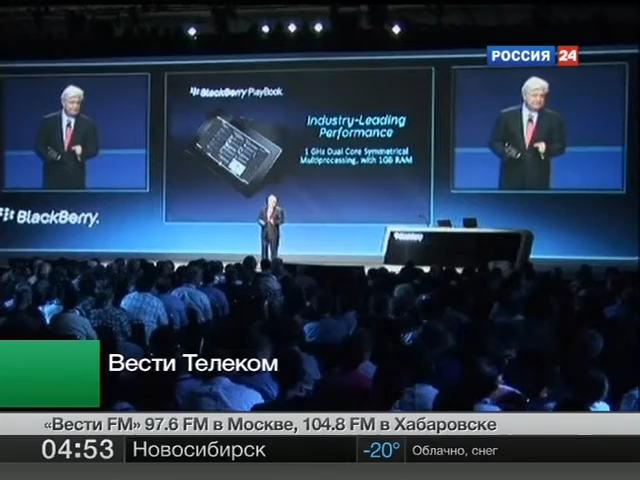 РОССИЯ 24
BlackBerry PlayBook.
Industry-Leading
Performance
1 GHz Dual Core Symmetrical
Multiprocessing, with 1GB RAM
BlackBerry.
Вести Телеком
«Вести FM» 97.6 FM в Москве, 104.8 FM в Хабаровске
04:53 Новосибирск -20° Облачно, снег